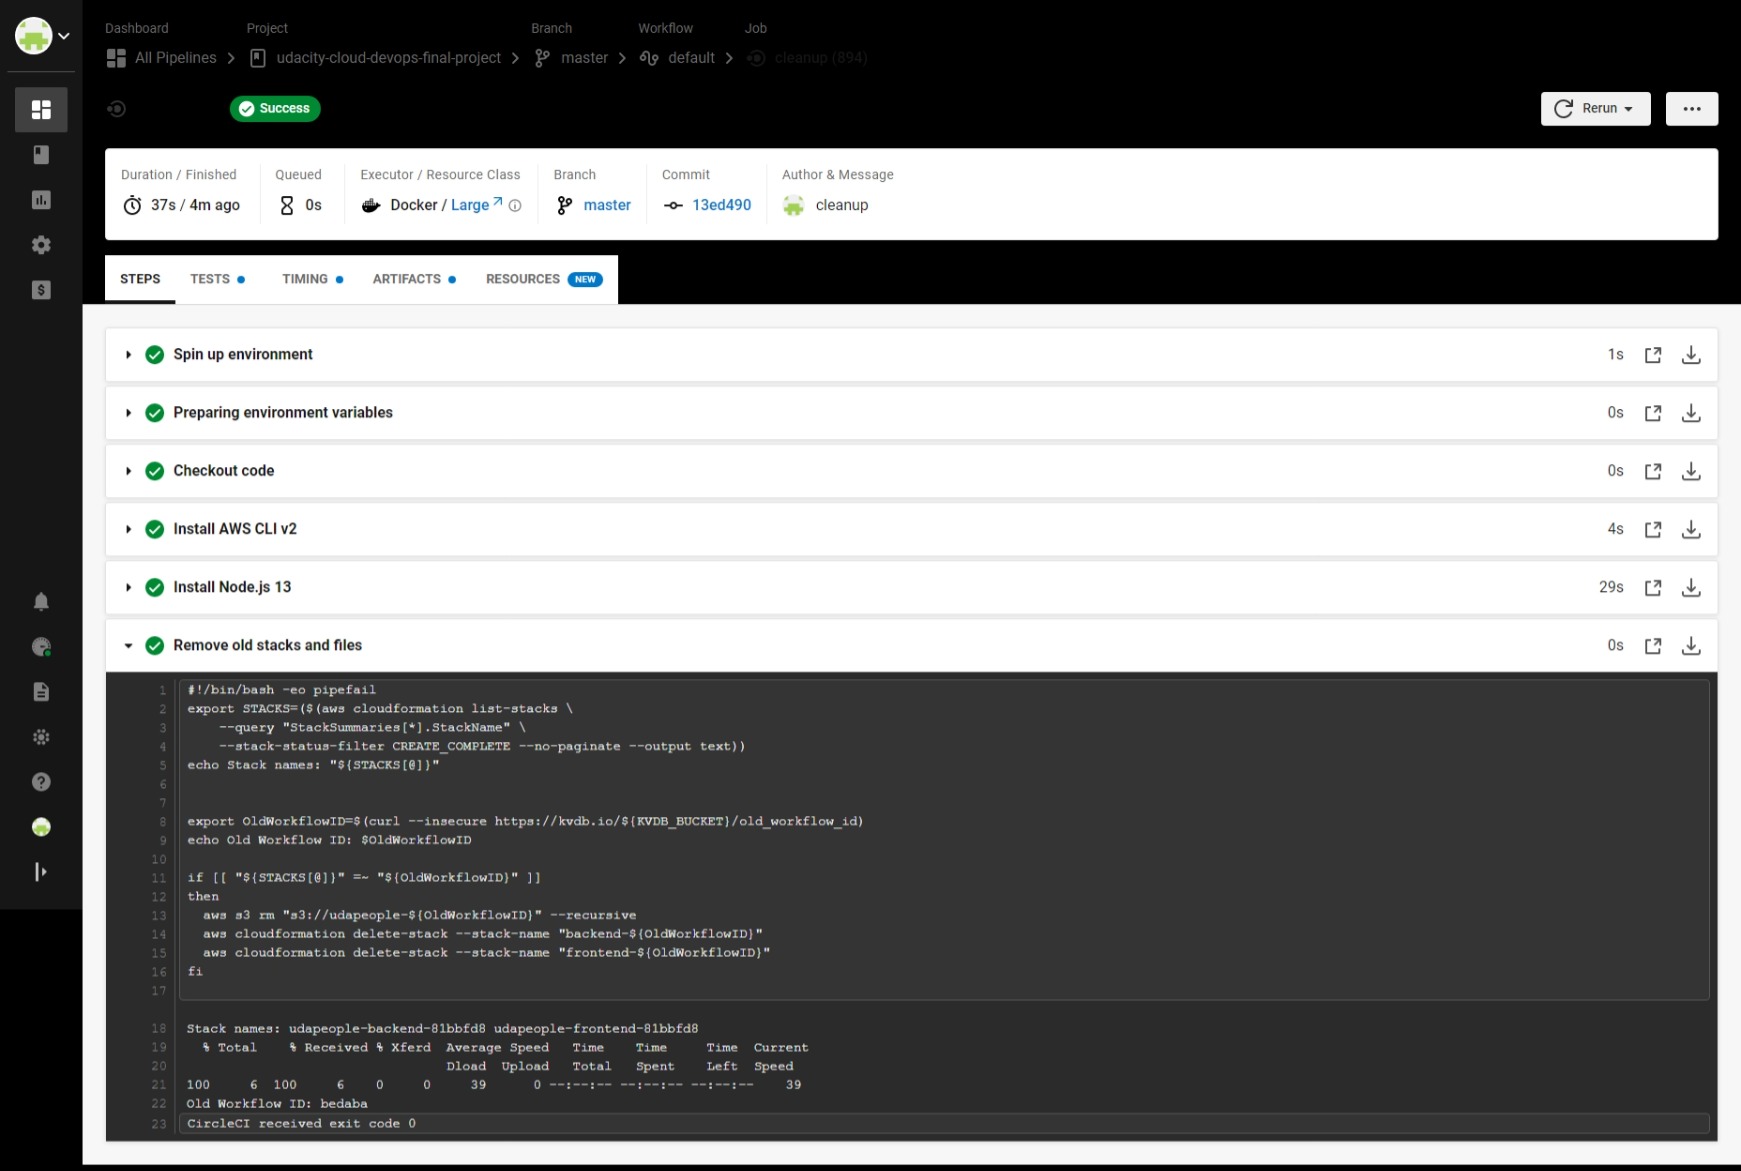 Dashboard Project Branch Workflow Job
All Pipelines udacity-cloud-devops-final-project master default cleanup (894)
Success
Rerun
Duration / Finished Queued Executor / Resource Class Branch Commit Author & Message
37s / 4m ago 0s Docker / Large master 13ed490 cleanup
STEPS TESTS TIMING ARTIFACTS RESOURCES NEW
Spin up environment 1s
Preparing environment variables 0s
Checkout code 0s
Install AWS CLI v2 4s
Install Node.js 13 29s
Remove old stacks and files 0s
1 #!/bin/bash -eo pipefail
2 export STACKS=($(aws cloudformation list-stacks \
3 --query "StackSummaries[*].StackName" \
4 --stack-status-filter CREATE_COMPLETE --no-paginate --output text))
5 echo Stack names: "${STACKS[@]}"
6
7
8 export OldWorkflowID=$(curl --insecure https://kvdb.io/${KVDB_BUCKET}/old_workflow_id)
9 echo Old Workflow ID: $OldWorkflowID
10
11 if [[ "${STACKS[@]}" =~ "${OldWorkflowID}" ]]
12 then
13 aws s3 rm "s3://udapeople-${OldWorkflowID}" --recursive
14 aws cloudformation delete-stack --stack-name "backend-${OldWorkflowID}"
15 aws cloudformation delete-stack --stack-name "frontend-${OldWorkflowID}"
16 fi
17
18 Stack names: udapeople-backend-81bbfd8 udapeople-frontend-81bbfd8
19 % Total % Received % Xferd Average Speed Time Time Time Current
20 Dload Upload Total Spent Left Speed
21 100 6 100 6 0 0 39 0 --:--:-- --:--:-- --:--:-- 39
22 Old Workflow ID: bedaba
23 CircleCI received exit code 0